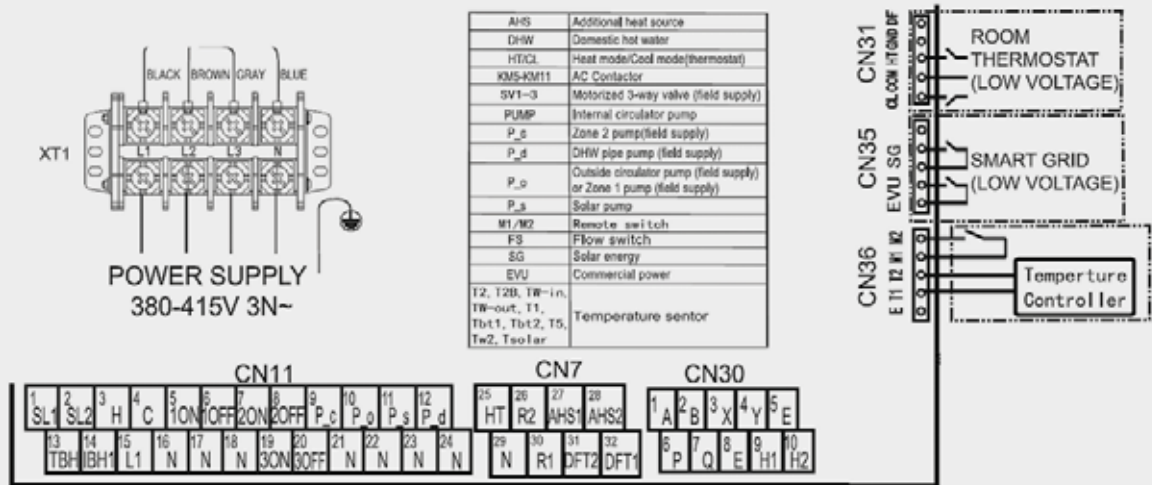 BLACK BROWN GRAY BLUE
XT1
L1 L2 L3 N
POWER SUPPLY
380-415V 3N~
AHS Additional heat source
DHW Domestic hot water
HT/CL Heat mode/Cool mode(thermostat)
KM5-KM11 AC Contactor
SV1-3 Motorized 3-way valve (field supply)
PUMP Internal circulator pump
P_c Zone 2 pump(field supply)
P_d DHW pipe pump (field supply)
P_o Outside circulator pump (field supply)
or Zone 1 pump (field supply)
P_s Solar pump
M1/M2 Remote switch
FS Flow switch
SG Solar energy
EVU Commercial power
T2, T2B, TW-in,
TW-out, T1,
Tbt1, Tbt2, T5,
Tw2, Tsolar
Temperature sentor
CN31
CL COM HT GND DF
ROOM
THERMOSTAT
(LOW VOLTAGE)
CN35
EVU SG
SMART GRID
(LOW VOLTAGE)
CN36
E T1 T2 M1 M2
Temperture
Controller
CN11
1 SL1 2 SL2 3 H 4 C 5 1ON 6 1OFF 7 2ON 8 2OFF 9 P_c 10 P_o 11 P_s 12 P_d
13 TBH 14 IBH1 15 L1 16 N 17 N 18 N 19 3ON 20 3OFF 21 N 22 N 23 N 24 N
CN7
25 HT 26 R2 27 AHS1 28 AHS2
29 N 30 R1 31 DFT2 32 DFT1
CN30
1 A 2 B 3 X 4 Y 5 E
6 P 7 Q 8 E 9 H1 10 H2